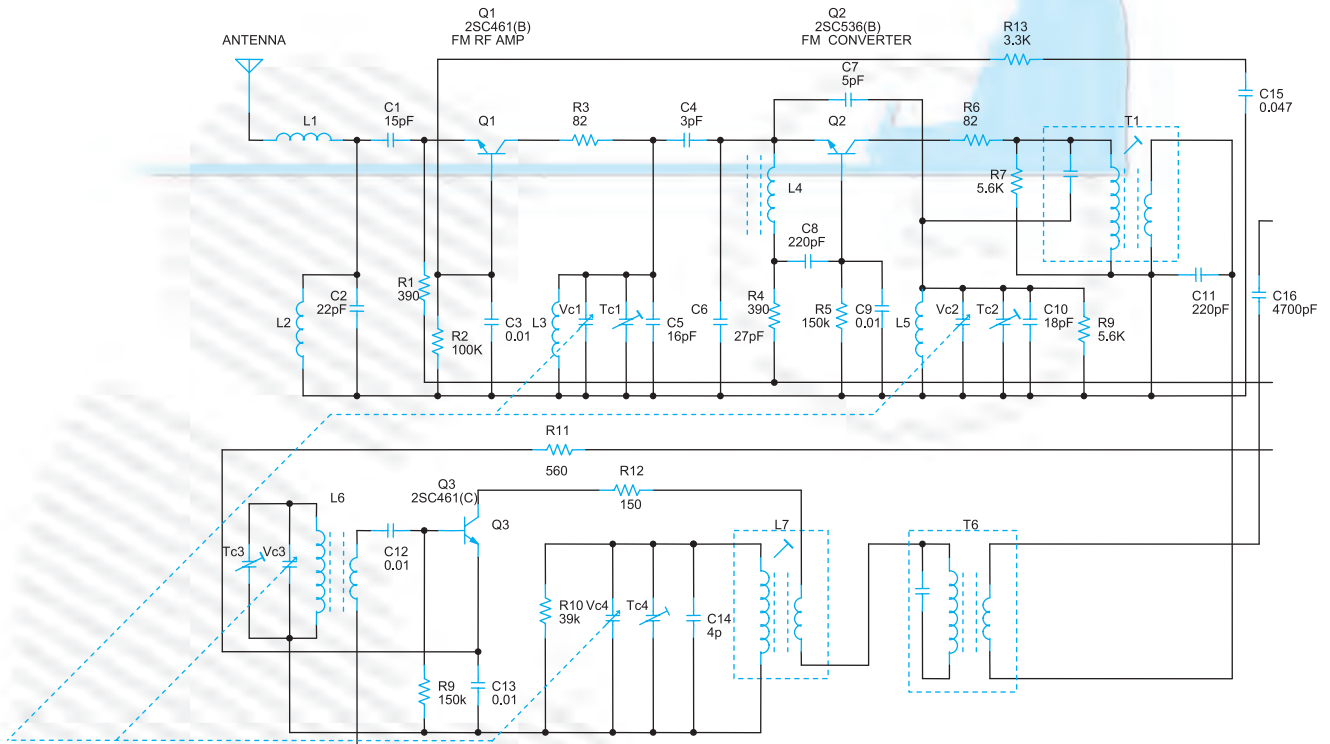 Q1
2SC461(B)
FM RF AMP
Q2
2SC536(B)
FM CONVERTER
R13
3.3K
ANTENNA
C7
5pF
C15
0.047
L1
C1
15pF
Q1
R3
82
C4
3pF
Q2
R6
82
T1
R7
5.6K
L4
C8
220pF
L2
C2
22pF
R1
390
R2
100K
C3
0.01
L3
Vc1
Tc1
C5
16pF
C6
27pF
R4
390
R5
150k
C9
0.01
L5
Vc2
Tc2
C10
18pF
R9
5.6K
C11
220pF
C16
4700pF
R11
560
R12
150
Q3
2SC461(C)
Q3
L6
L7
T6
Tc3
Vc3
C12
0.01
R10
39k
Vc4
Tc4
C14
4p
R9
150k
C13
0.01